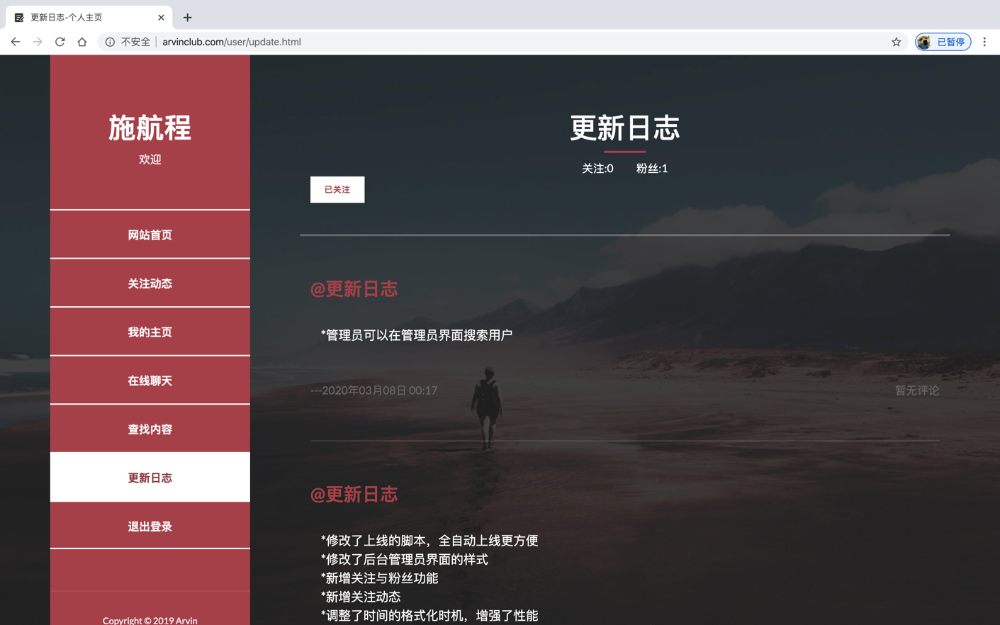 更新日志-个人主页
不安全 arvinclub.com/user/update.html
已暂停
施航程
欢迎
网站首页
关注动态
我的主页
在线聊天
查找内容
更新日志
退出登录
Copyright © 2019 Arvin
更新日志
关注:0 粉丝:1
已关注
@更新日志
*管理员可以在管理员界面搜索用户
---2020年03月08日 00:17 暂无评论
@更新日志
*修改了上线的脚本，全自动上线更方便
*修改了后台管理员界面的样式
*新增关注与粉丝功能
*新增关注动态
*调整了时间的格式化时机，增强了性能